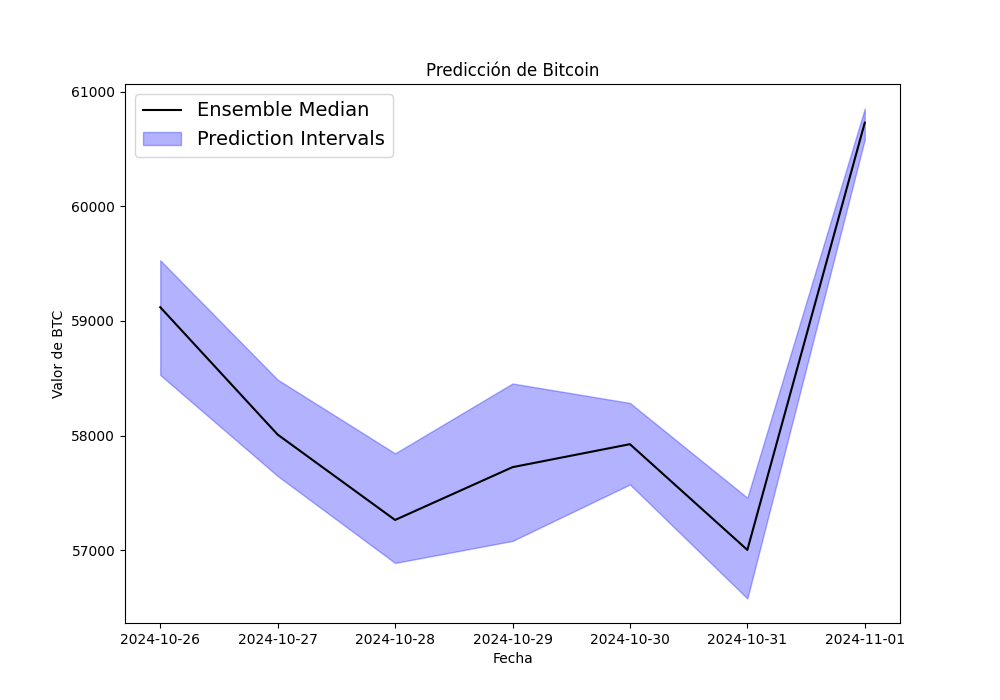 Predicción de Bitcoin
Ensemble Median
Prediction Intervals
61000
60000
59000
58000
57000
Valor de BTC
2024-10-26
2024-10-27
2024-10-28
2024-10-29
2024-10-30
2024-10-31
2024-11-01
Fecha